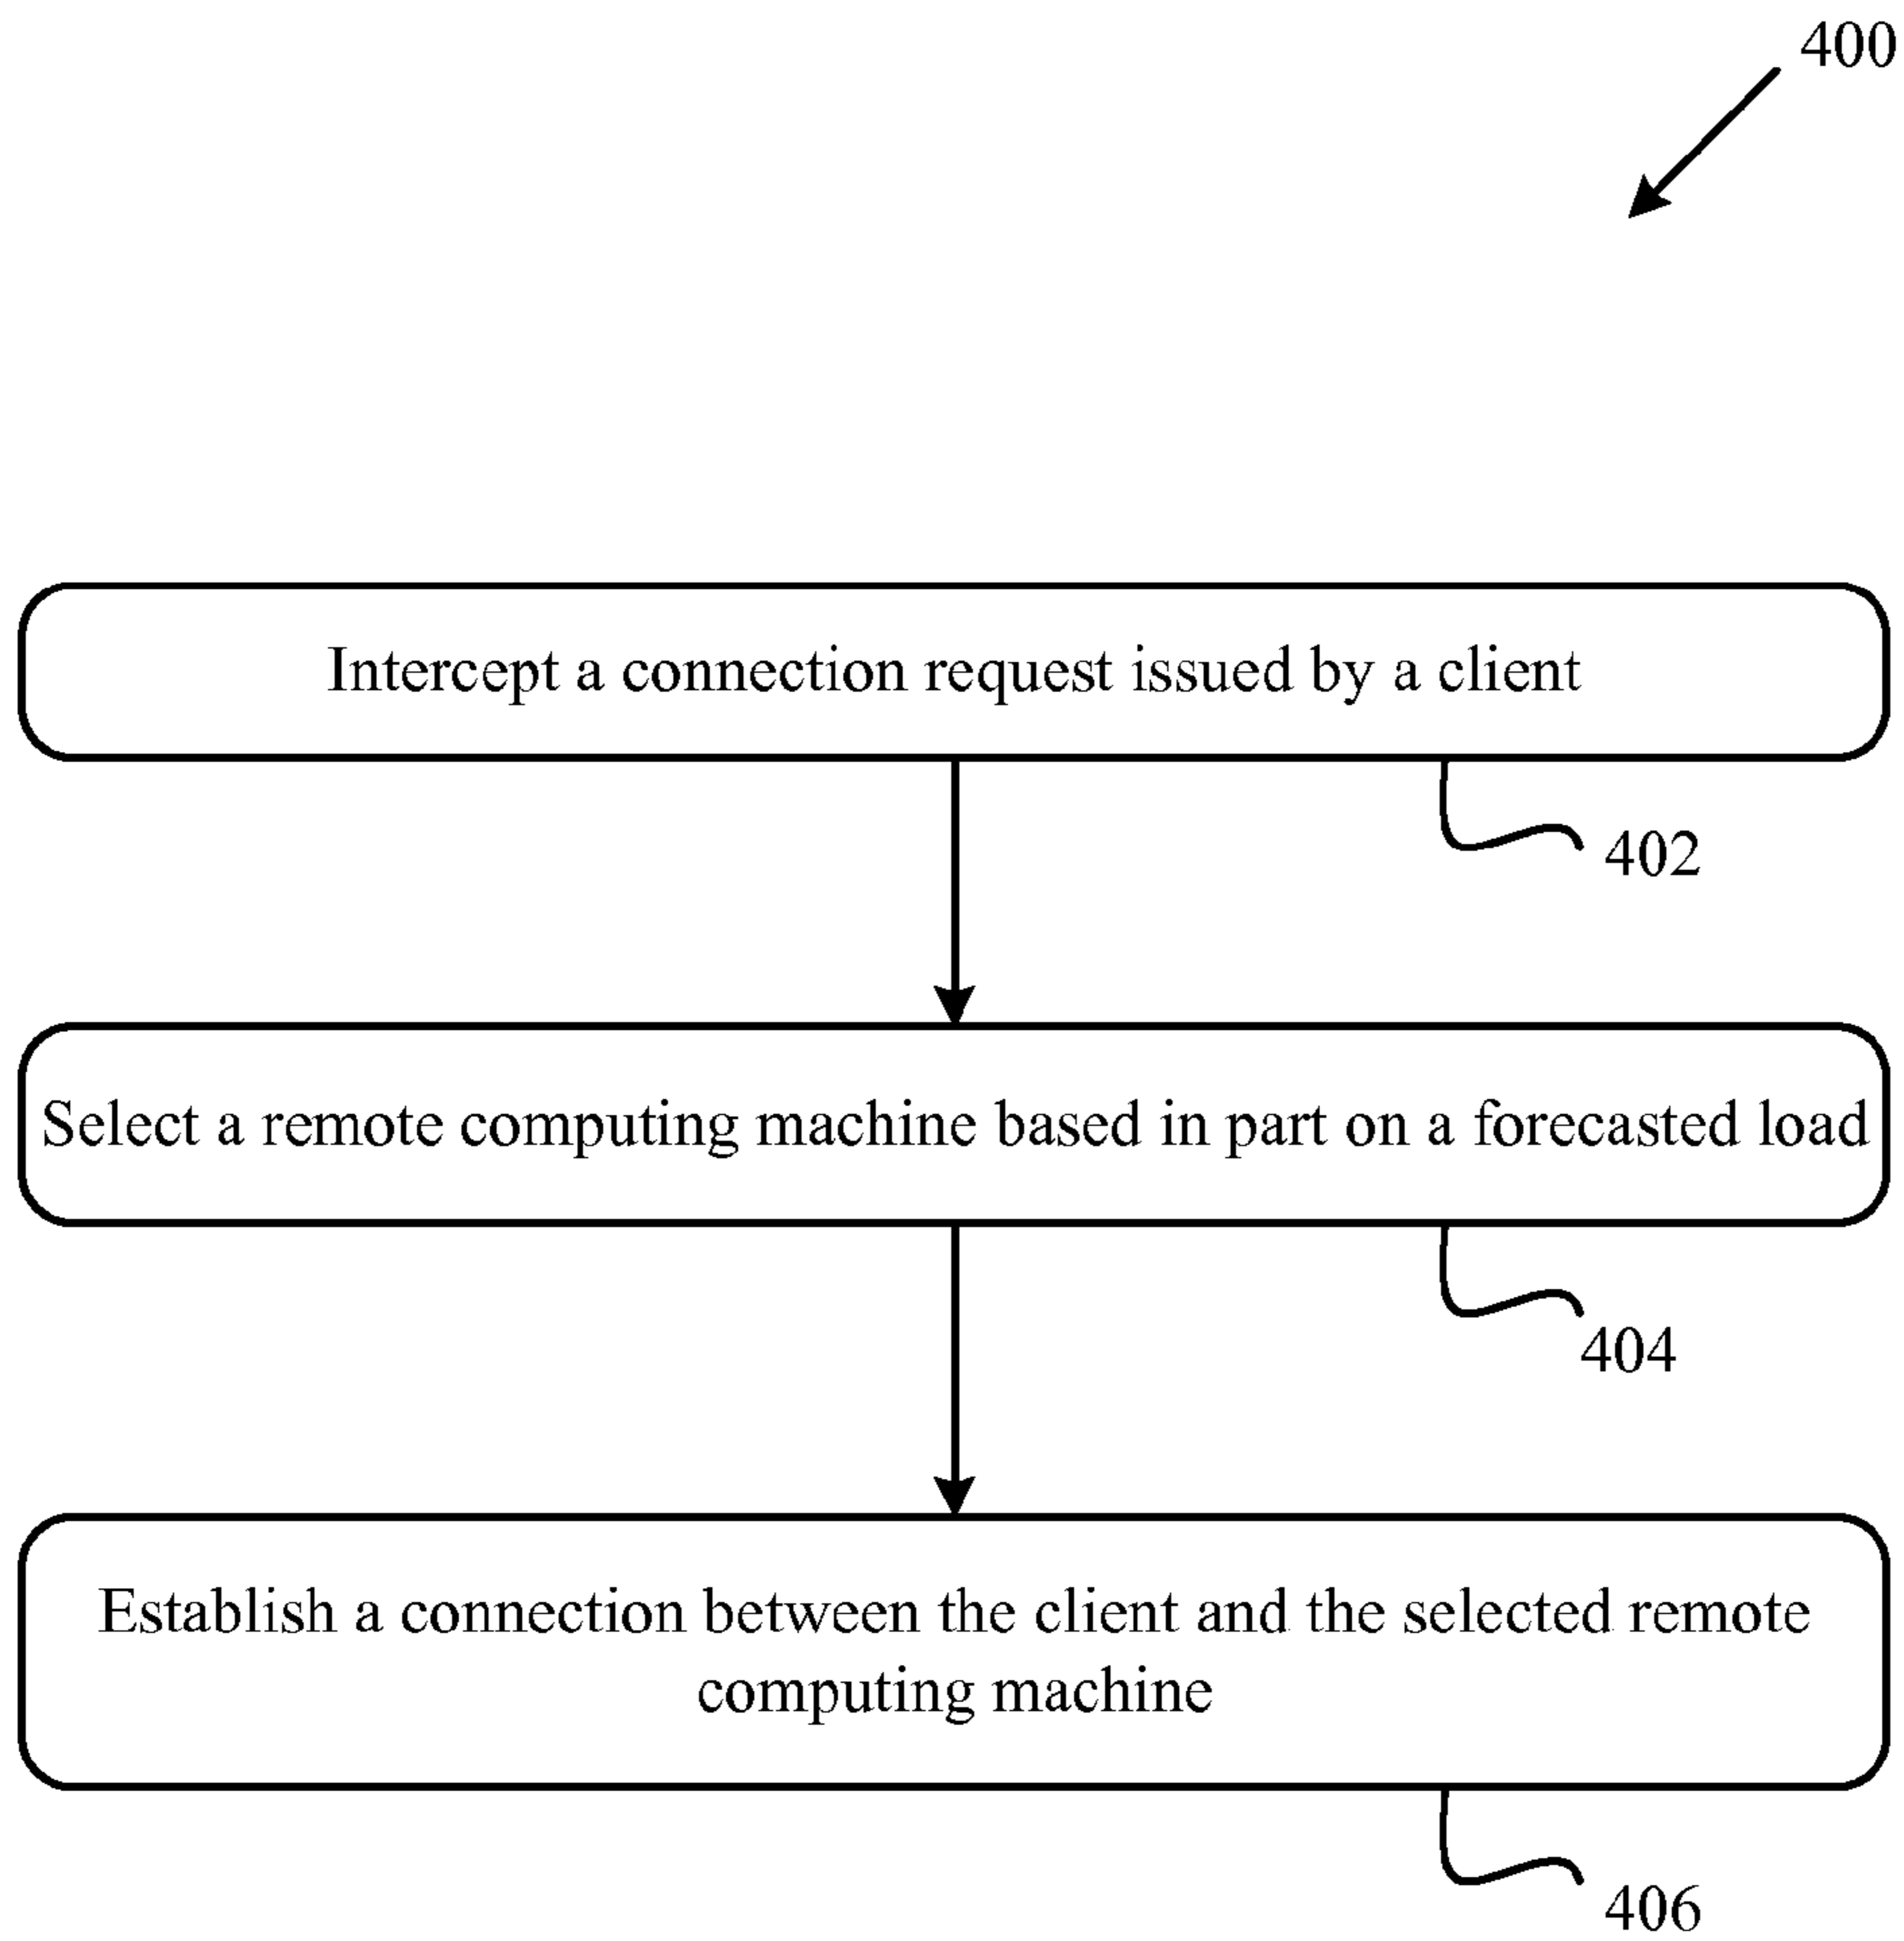 400
Intercept a connection request issued by a client
402
Select a remote computing machine based in part on a forecasted load
404
Establish a connection between the client and the selected remote
computing machine
406